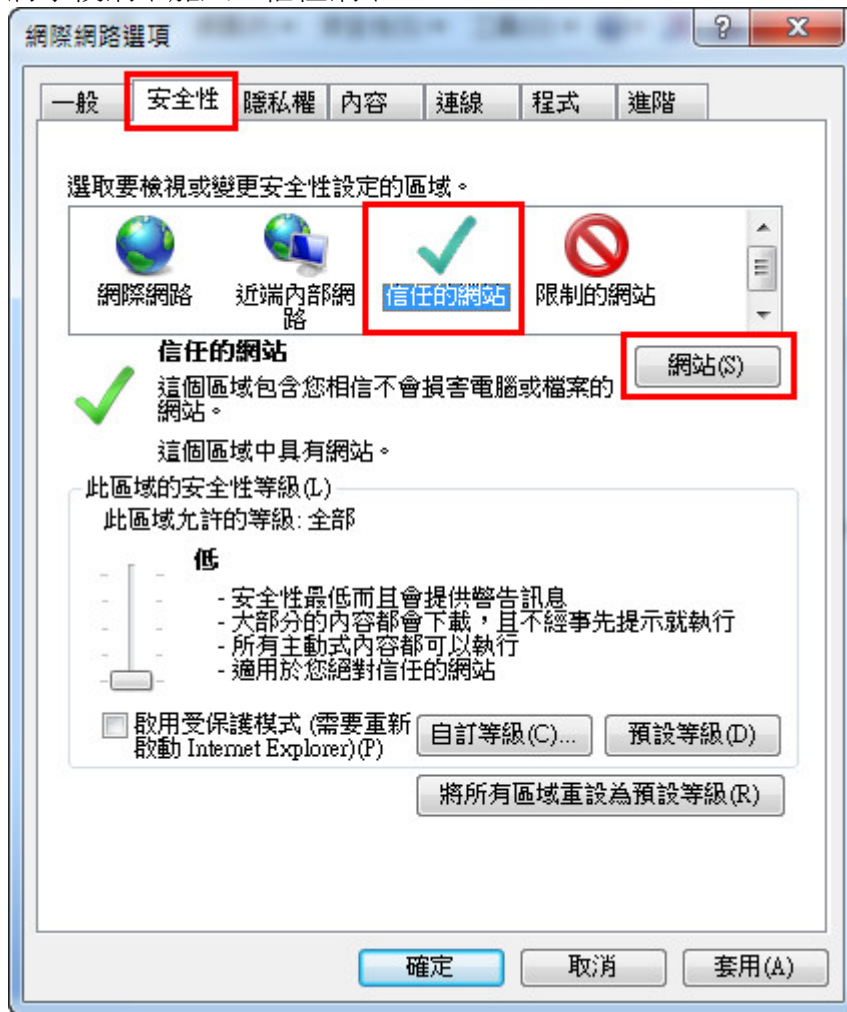 網際網路選項
一般 安全性 隱私權 內容 連線 程式 進階
選取要檢視或變更安全性設定的區域。
網際網路 近端內部網路 信任的網站 限制的網站
信任的網站
網站(S)
這個區域包含您相信不會損害電腦或檔案的
網站。
這個區域中具有網站。
此區域的安全性等級(L)
此區域允許的等級: 全部
低
- 安全性最低而且會提供警告訊息
- 大部分的內容都會下載，且不經事先提示就執行
- 所有主動式內容都可以執行
- 適用於您絕對信任的網站
啟用受保護模式 (需要重新
啟動 Internet Explorer)(P)
自訂等級(C)... 預設等級(D)
將所有區域重設為預設等級(R)
確定 取消 套用(A)